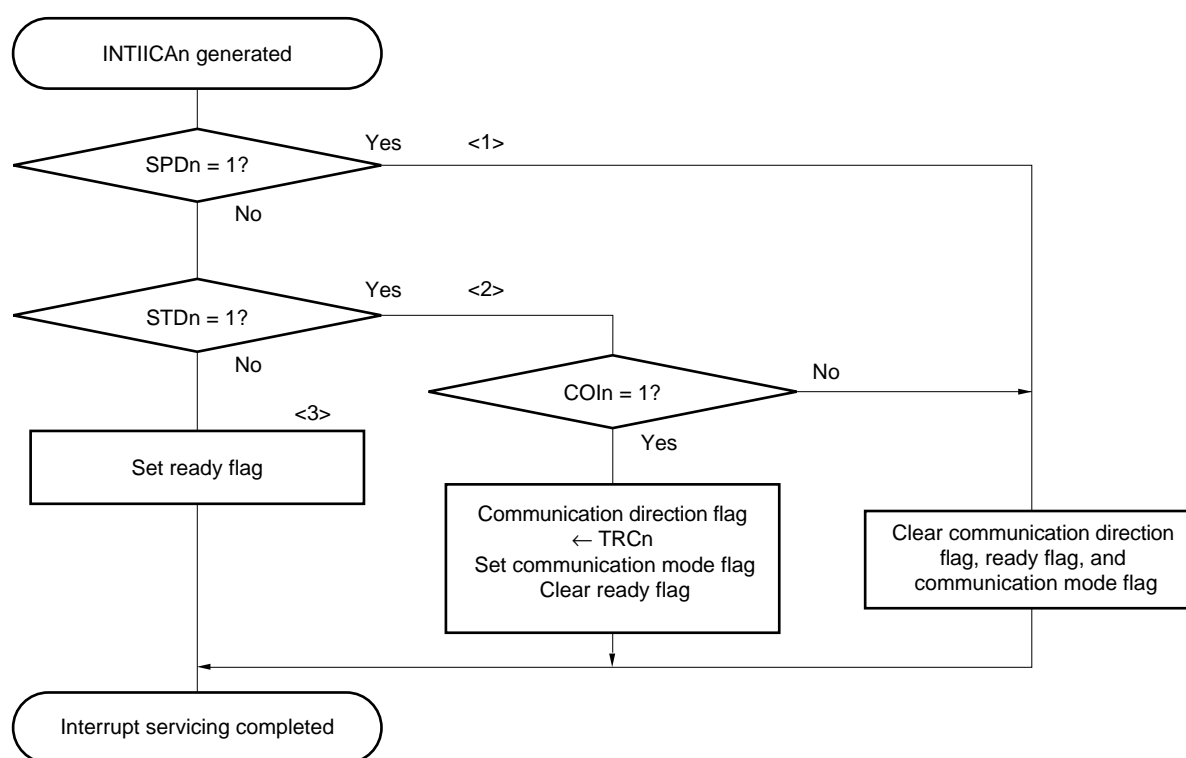 INTIICAn generated
Yes
<1>
SPDn = 1?
No
Yes
<2>
STDn = 1?
No
No
COIn = 1?
<3>
Yes
Set ready flag
Communication direction flag
← TRCn
Set communication mode flag
Clear ready flag
Clear communication direction
flag, ready flag, and
communication mode flag
Interrupt servicing completed